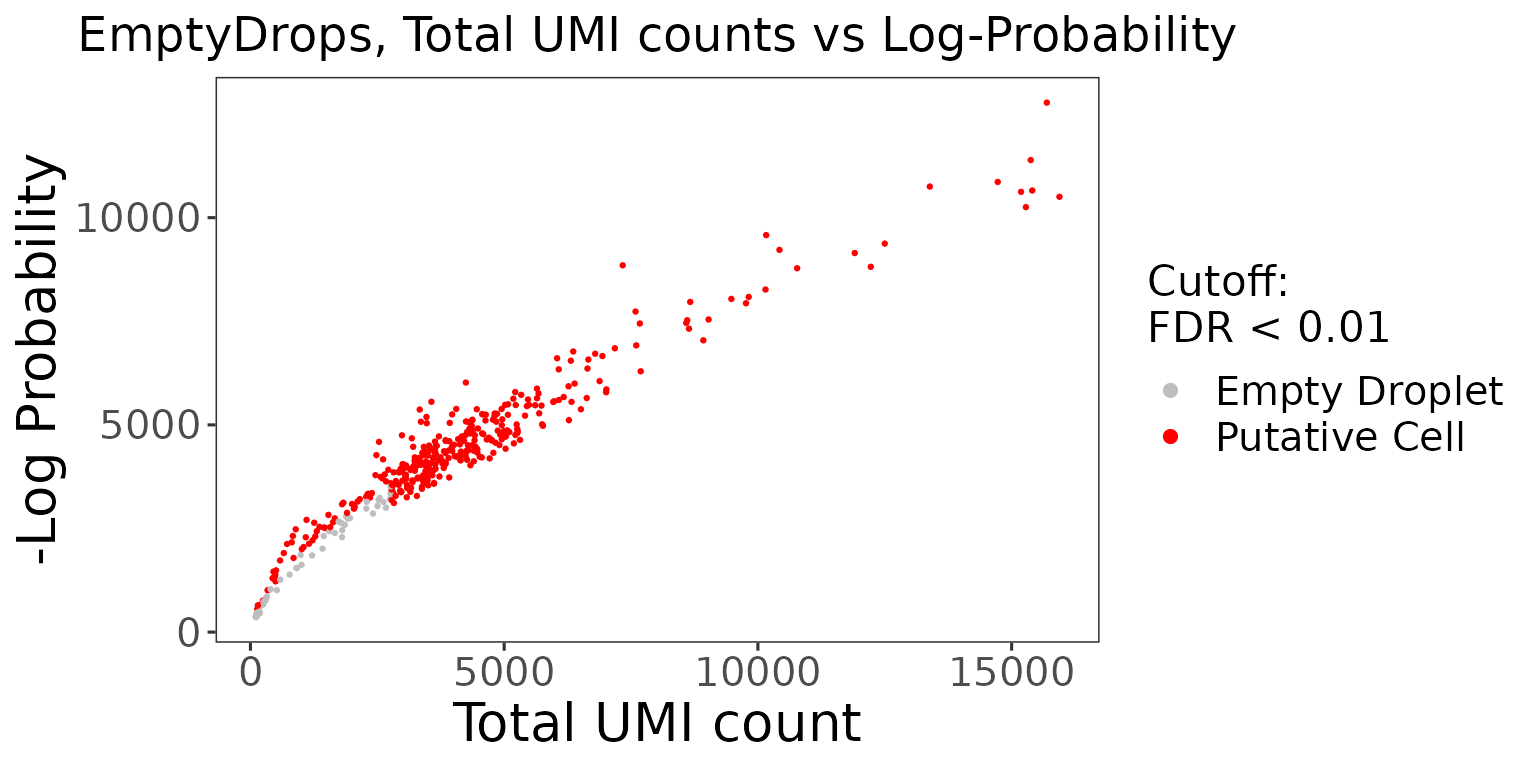 EmptyDrops, Total UMI counts vs Log-Probability
-Log Probability
10000
5000
0
0
5000
10000
15000
Total UMI count
Cutoff:
FDR < 0.01
Empty Droplet
Putative Cell